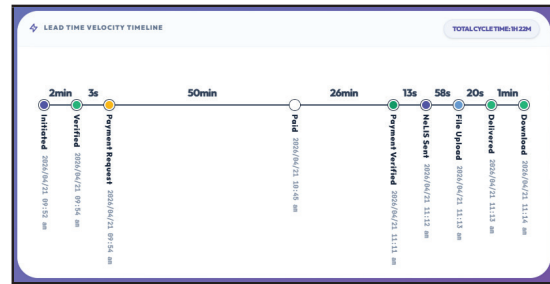 LEAD TIME VELOCITY TIMELINE
TOTAL CYCLE TIME: 1H 22M
2min 3s 50min 26min 13s 58s 20s 1min
Initiated 2026/04/21 09:52 am
Verified 2026/04/21 09:54 am
Payment Request 2026/04/21 09:54 am
Paid 2026/04/21 10:45 am
Payment Verified 2026/04/21 11:11 am
NeLIS Sent 2026/04/21 11:12 am
File Upload 2026/04/21 11:13 am
Delivered 2026/04/21 11:13 am
Download 2026/04/21 11:14 am